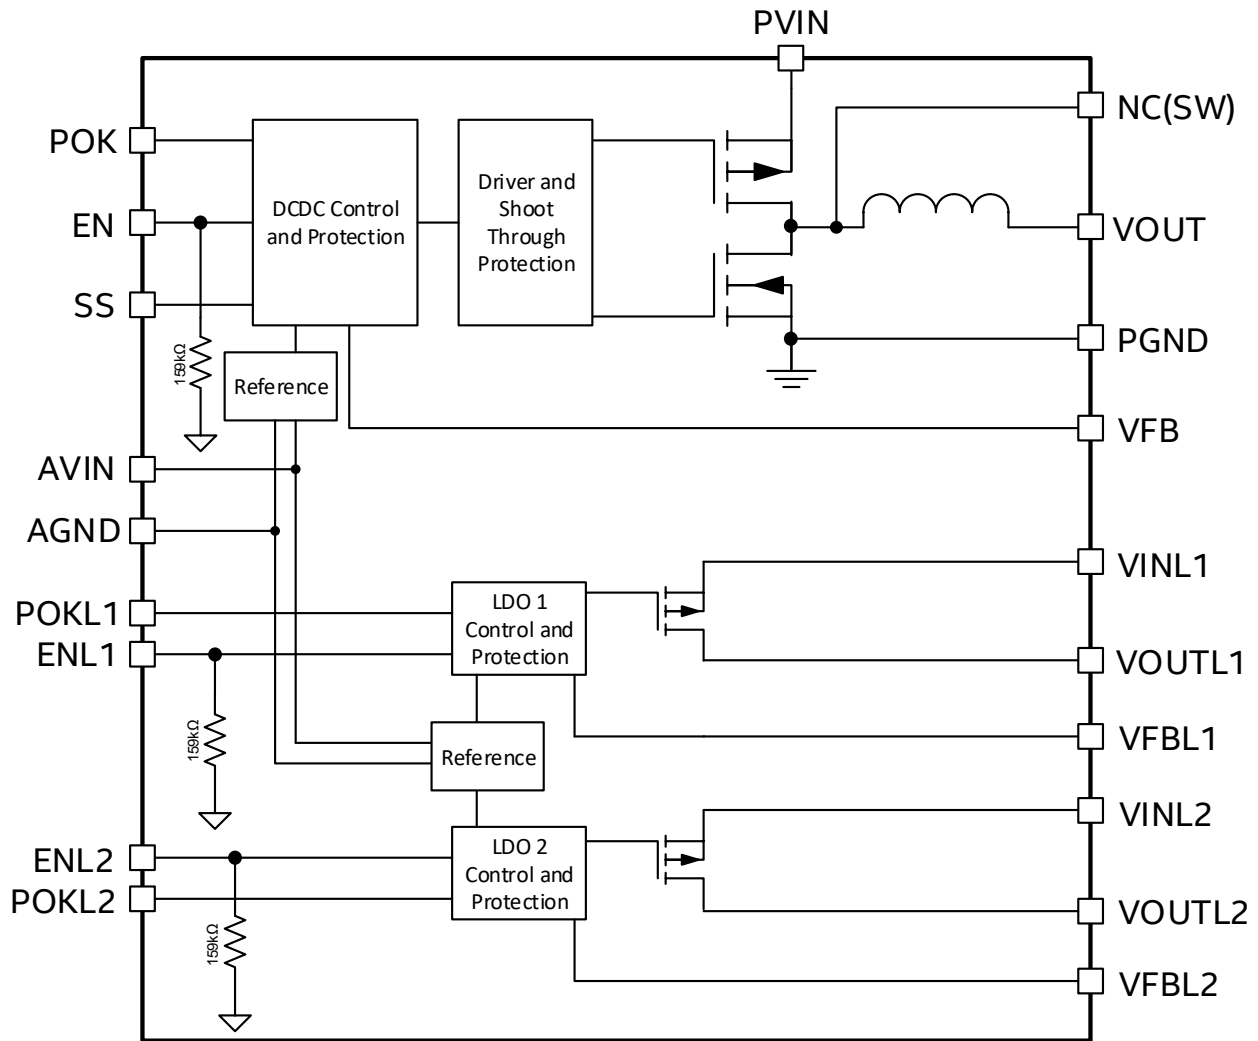 PVIN
NC(SW)
POK
EN
SS
DCDC Control
and Protection
Driver and
Shoot
Through
Protection
VOUT
PGND
159kΩ
Reference
VFB
AVIN
AGND
VINL1
POKL1
ENL1
LDO 1
Control and
Protection
VOUTL1
159kΩ
Reference
VFBL1
VINL2
ENL2
POKL2
LDO 2
Control and
Protection
VOUTL2
159kΩ
VFBL2